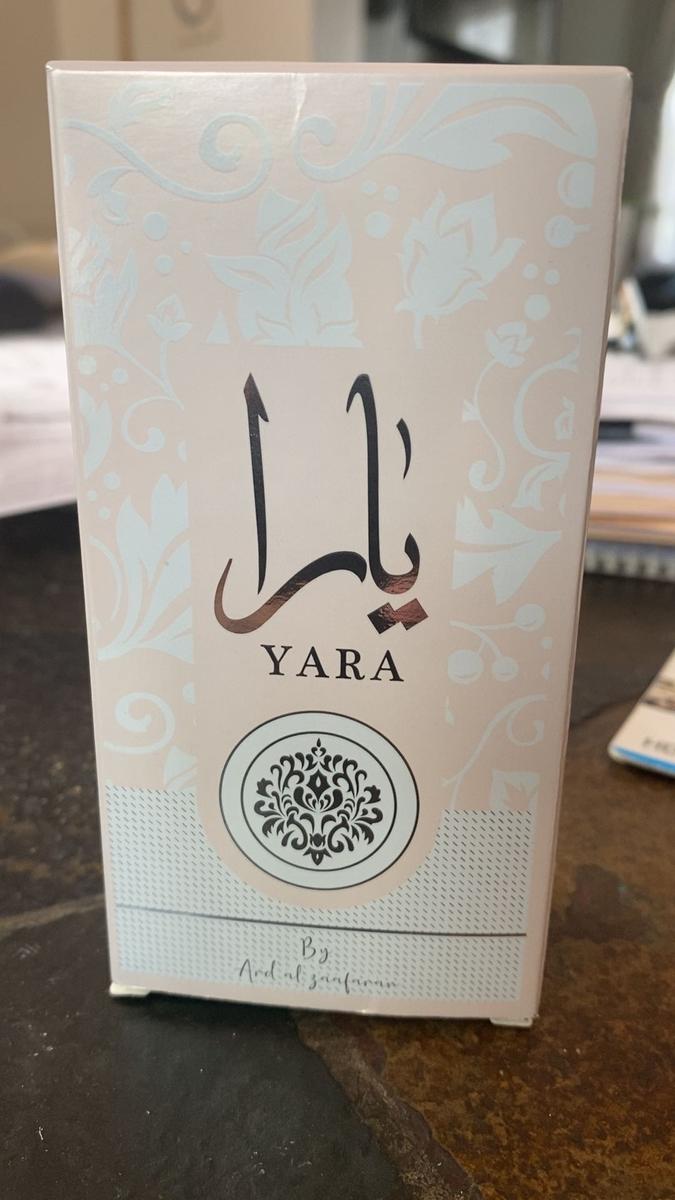 يارا
YARA
By
Ard al zaafaran